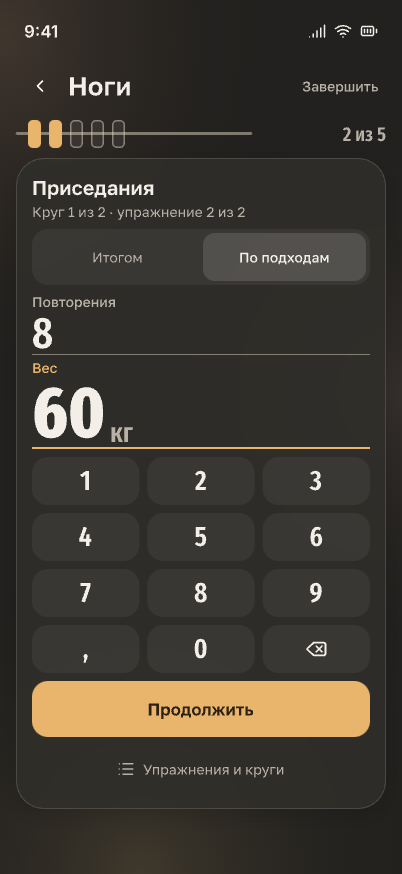 9:41
Ноги
Завершить
2 из 5
Приседания
Круг 1 из 2 · упражнение 2 из 2
Итогом
По подходам
Повторения
8
Вес
60 кг
1 2 3
4 5 6
7 8 9
, 0
Продолжить
Упражнения и круги